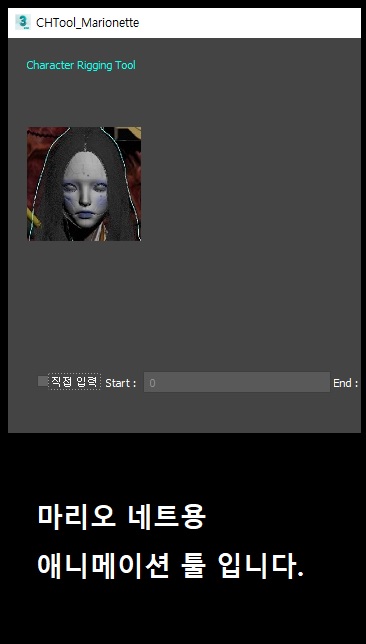 CHTool_Marionette
Character Rigging Tool
직접 입력 Start : 0 End :
마리오 네트용
애니메이션 툴 입니다.